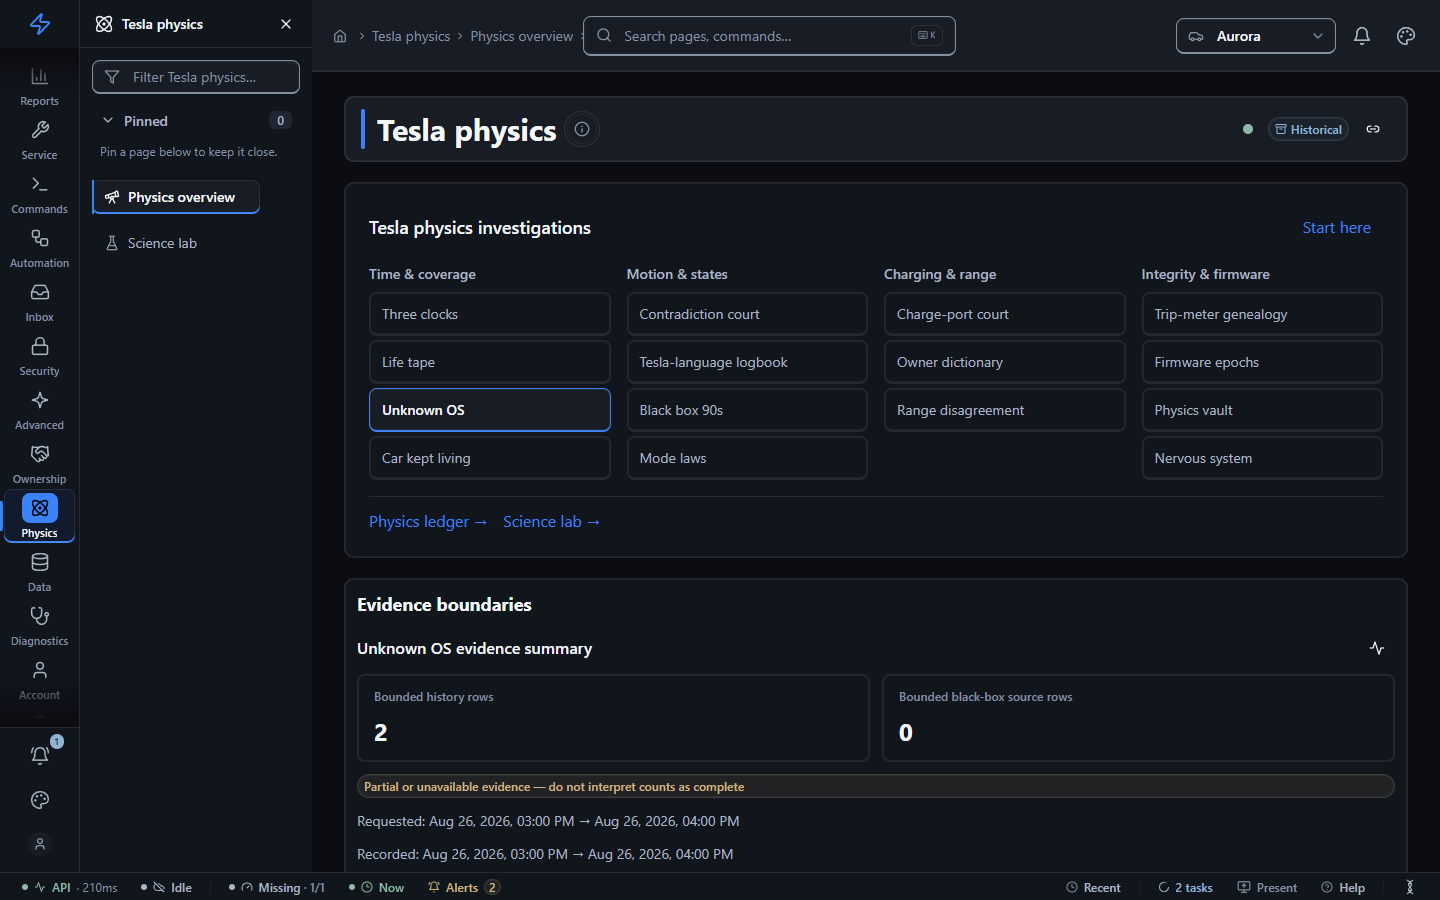 Tesla physics
Filter Tesla physics...
Pinned
0
Pin a page below to keep it close.
Physics overview
Science lab
Reports
Service
Commands
Automation
Inbox
Security
Advanced
Ownership
Physics
Data
Diagnostics
Account
1
Tesla physics
Physics overview
Search pages, commands...
K
Aurora
Tesla physics
Historical
Tesla physics investigations
Start here
Time & coverage
Three clocks
Life tape
Unknown OS
Car kept living
Motion & states
Contradiction court
Tesla-language logbook
Black box 90s
Mode laws
Charging & range
Charge-port court
Owner dictionary
Range disagreement
Integrity & firmware
Trip-meter genealogy
Firmware epochs
Physics vault
Nervous system
Physics ledger →
Science lab →
Evidence boundaries
Unknown OS evidence summary
Bounded history rows
2
Bounded black-box source rows
0
Partial or unavailable evidence — do not interpret counts as complete
Requested: Aug 26, 2026, 03:00 PM → Aug 26, 2026, 04:00 PM
Recorded: Aug 26, 2026, 03:00 PM → Aug 26, 2026, 04:00 PM
API · 210ms
Idle
Missing · 1/1
Now
Alerts 2
Recent
2 tasks
Present
Help